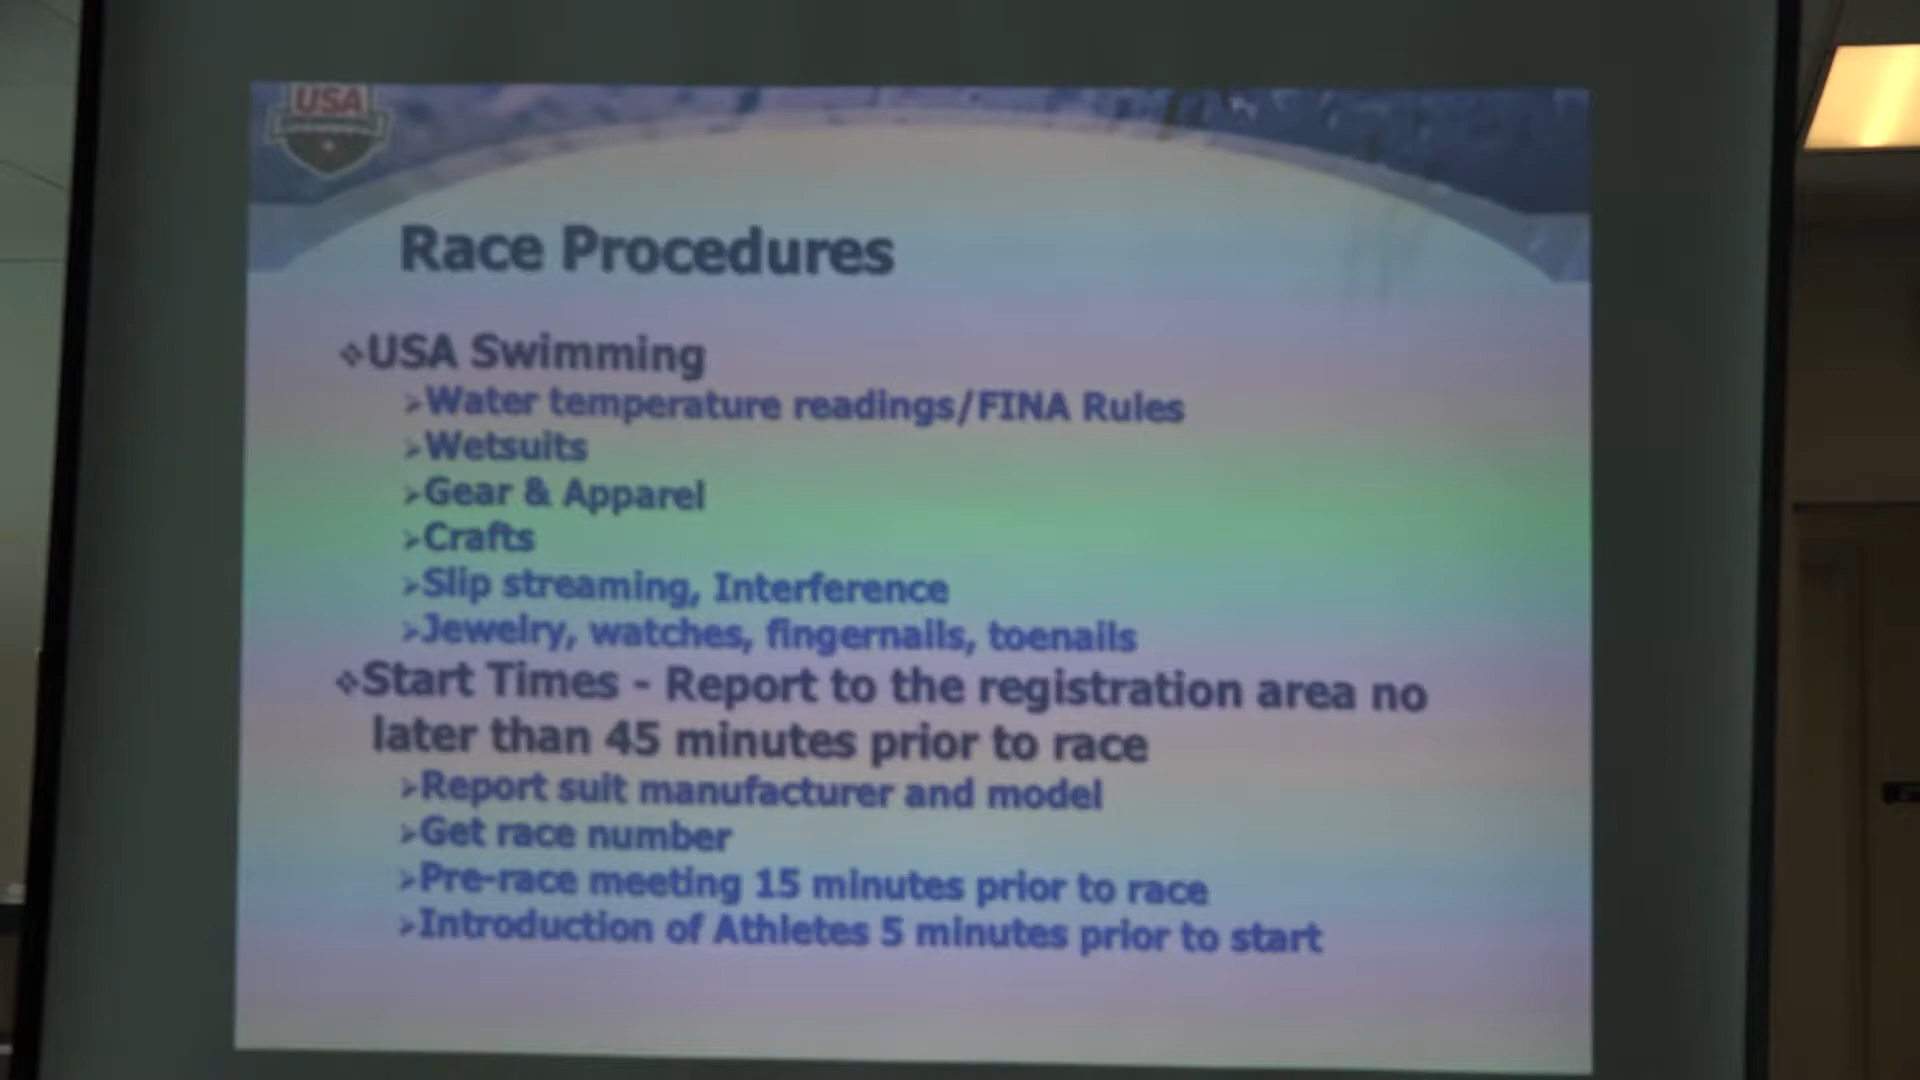 USA
Race Procedures
❖USA Swimming
➢Water temperature readings/FINA Rules
➢Wetsuits
➢Gear & Apparel
➢Crafts
➢Slip streaming, Interference
➢Jewelry, watches, fingernails, toenails
❖Start Times - Report to the registration area no
later than 45 minutes prior to race
➢Report suit manufacturer and model
➢Get race number
➢Pre-race meeting 15 minutes prior to race
➢Introduction of Athletes 5 minutes prior to start